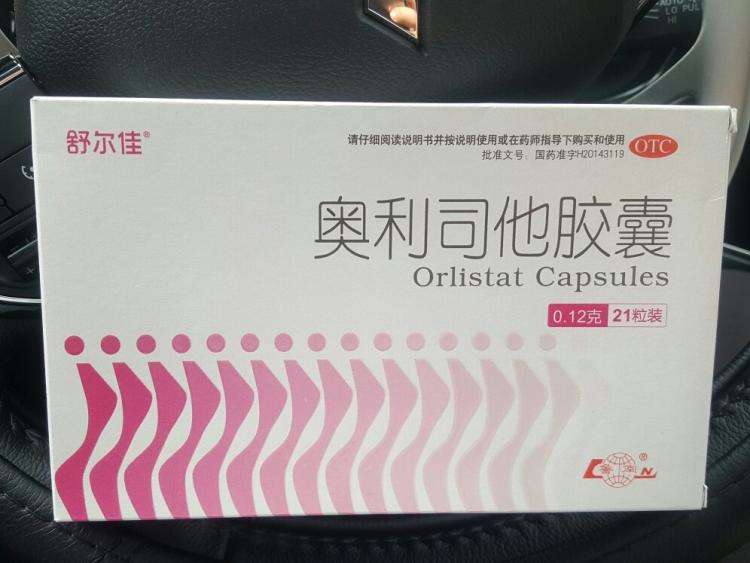 舒尔佳®
请仔细阅读说明书并按说明使用或在药师指导下购买和使用
批准文号：国药准字H20143119
OTC
奥利司他胶囊
Orlistat Capsules
0.12克 21粒装